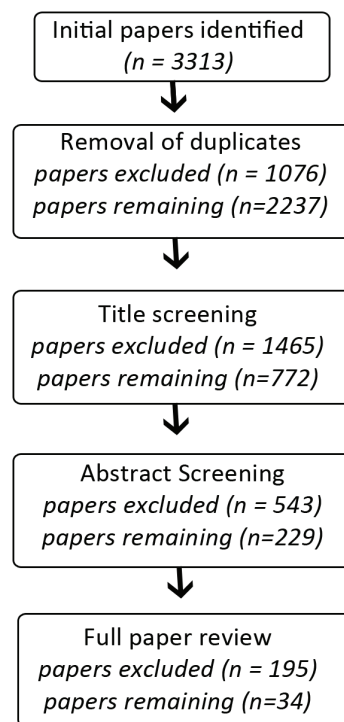 Initial papers identified
(n = 3313)
Removal of duplicates
papers excluded (n = 1076)
papers remaining (n=2237)
Title screening
papers excluded (n = 1465)
papers remaining (n=772)
Abstract Screening
papers excluded (n = 543)
papers remaining (n=229)
Full paper review
papers excluded (n = 195)
papers remaining (n=34)